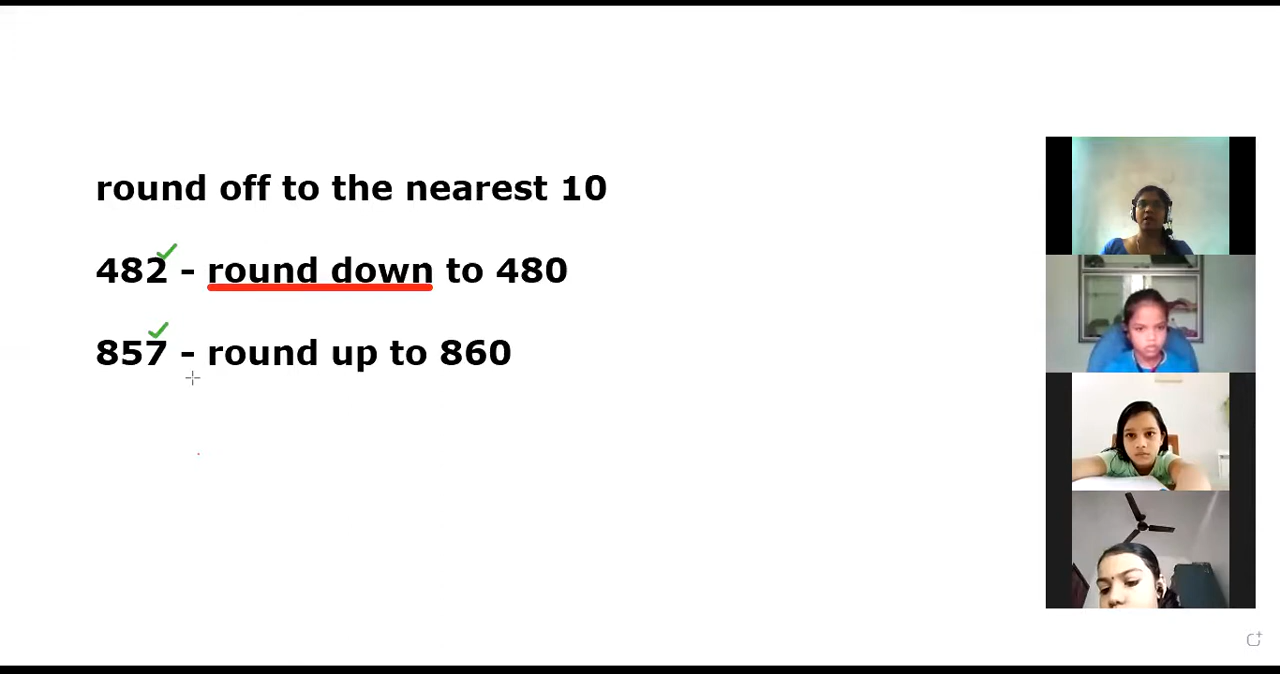 round off to the nearest 10
482 - round down to 480
857 - round up to 860